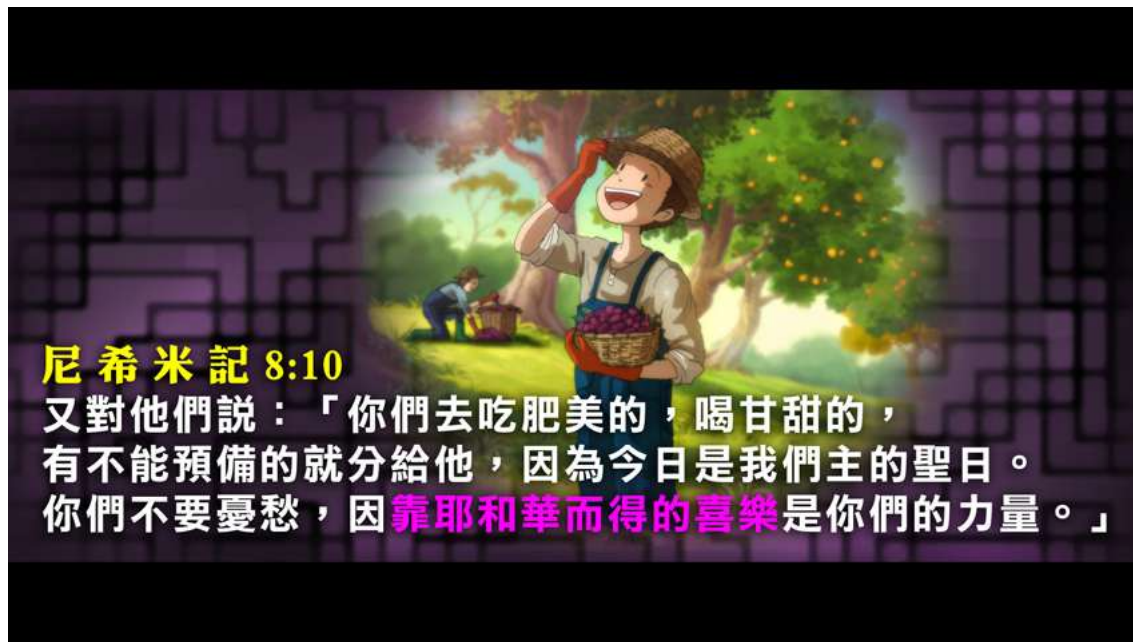 尼希米記 8:10
又對他們説：「你們去吃肥美的，喝甘甜的，
有不能預備的就分給他，因為今日是我們主的聖日。
你們不要憂愁，因靠耶和華而得的喜樂是你們的力量。」